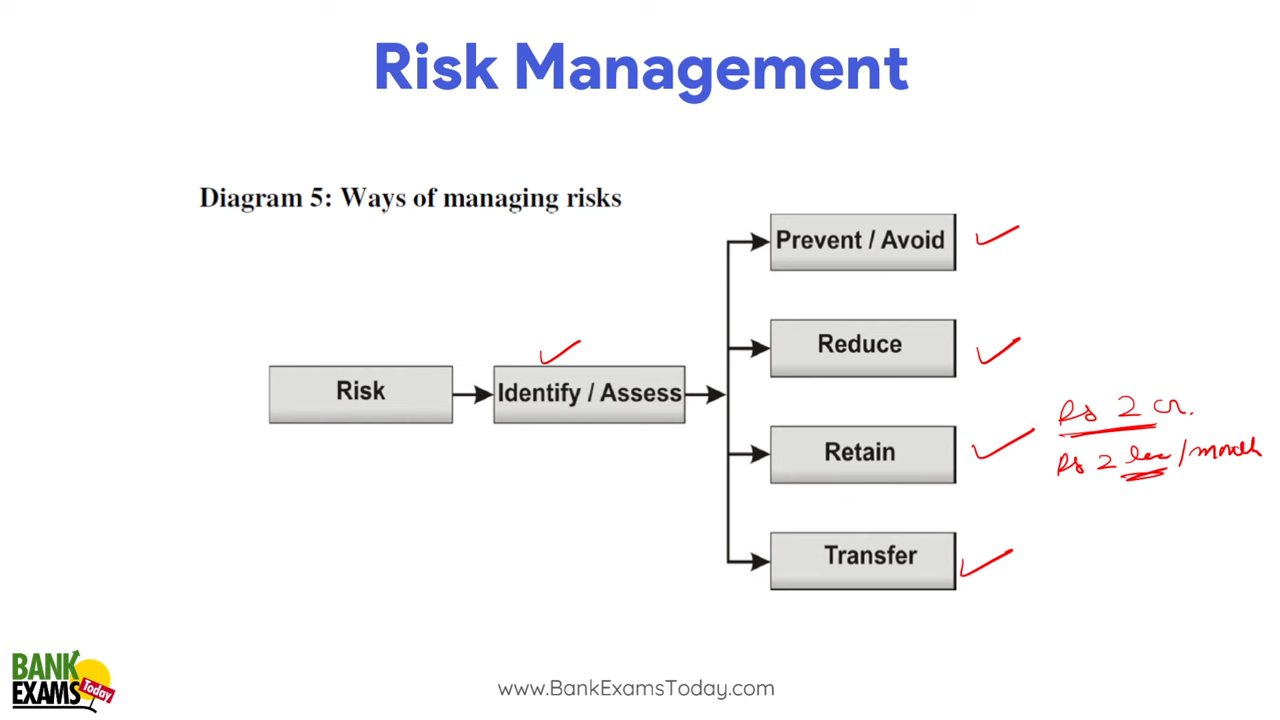 Risk Management
Diagram 5: Ways of managing risks
Prevent / Avoid
Reduce
Risk
Identify / Assess
Rs 2 cr.
Retain
Rs 2 lac /month
Transfer
BANK
EXAMS
Today
www.BankExamsToday.com